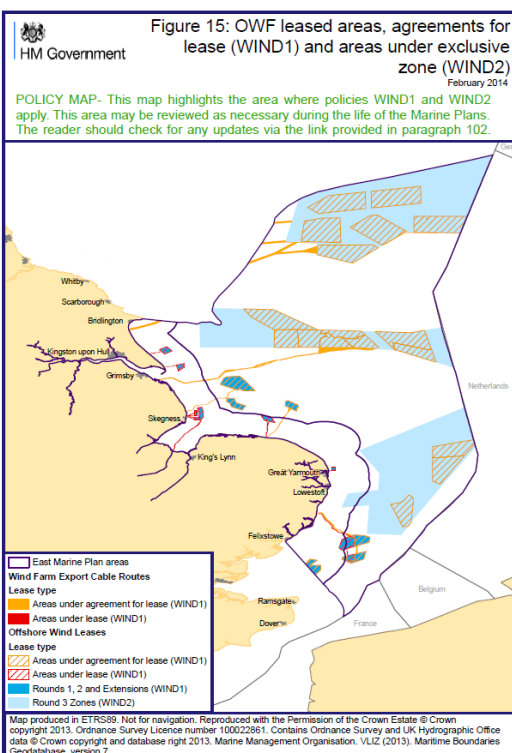 HM Government
Figure 15: OWF leased areas, agreements for
lease (WIND1) and areas under exclusive
zone (WIND2)
February 2014
POLICY MAP- This map highlights the area where policies WIND1 and WIND2
apply. This area may be reviewed as necessary during the life of the Marine Plans.
The reader should check for any updates via the link provided in paragraph 102.
Ge
Whitby
Scarborough
Bridlington
Kingston upon Hull
Grimsby
Netherlands
Skegness
King's Lynn
Great Yarmouth
Lowestoft
Felixstowe
Belgium
Ramsgate
Dover
France
East Marine Plan areas
Wind Farm Export Cable Routes
Lease type
Areas under agreement for lease (WIND1)
Areas under lease (WIND1)
Offshore Wind Leases
Lease type
Areas under agreement for lease (WIND1)
Areas under lease (WIND1)
Rounds 1, 2 and Extensions (WIND1)
Round 3 Zones (WIND2)
Map produced in ETRS89. Not for navigation. Reproduced with the Permission of the Crown Estate © Crown
copyright 2013. Ordnance Survey Licence number 100022861. Contains Ordnance Survey and UK Hydrographic Office
data © Crown copyright and database right 2013. Marine Management Organisation. VLIZ (2013). Maritime Boundaries
Geodatabase, version 7